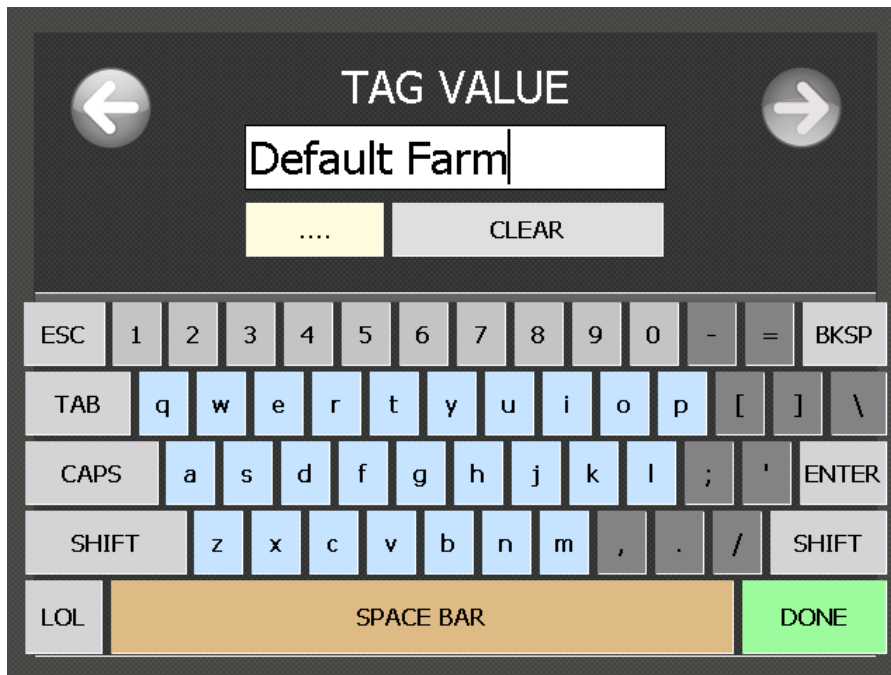 TAG VALUE
Default Farm
.... CLEAR
ESC 1 2 3 4 5 6 7 8 9 0 - = BKSP
TAB q w e r t y u i o p [ ] \
CAPS a s d f g h j k l ; ' ENTER
SHIFT z x c v b n m , . / SHIFT
LOL SPACE BAR DONE